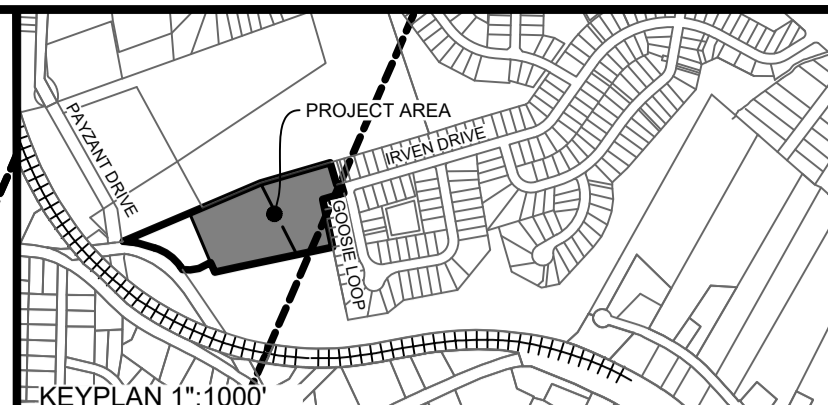 PROJECT AREA
PAYZANT DRIVE
IRVEN DRIVE
GOOSIE LOOP
KEYPLAN 1":1000'